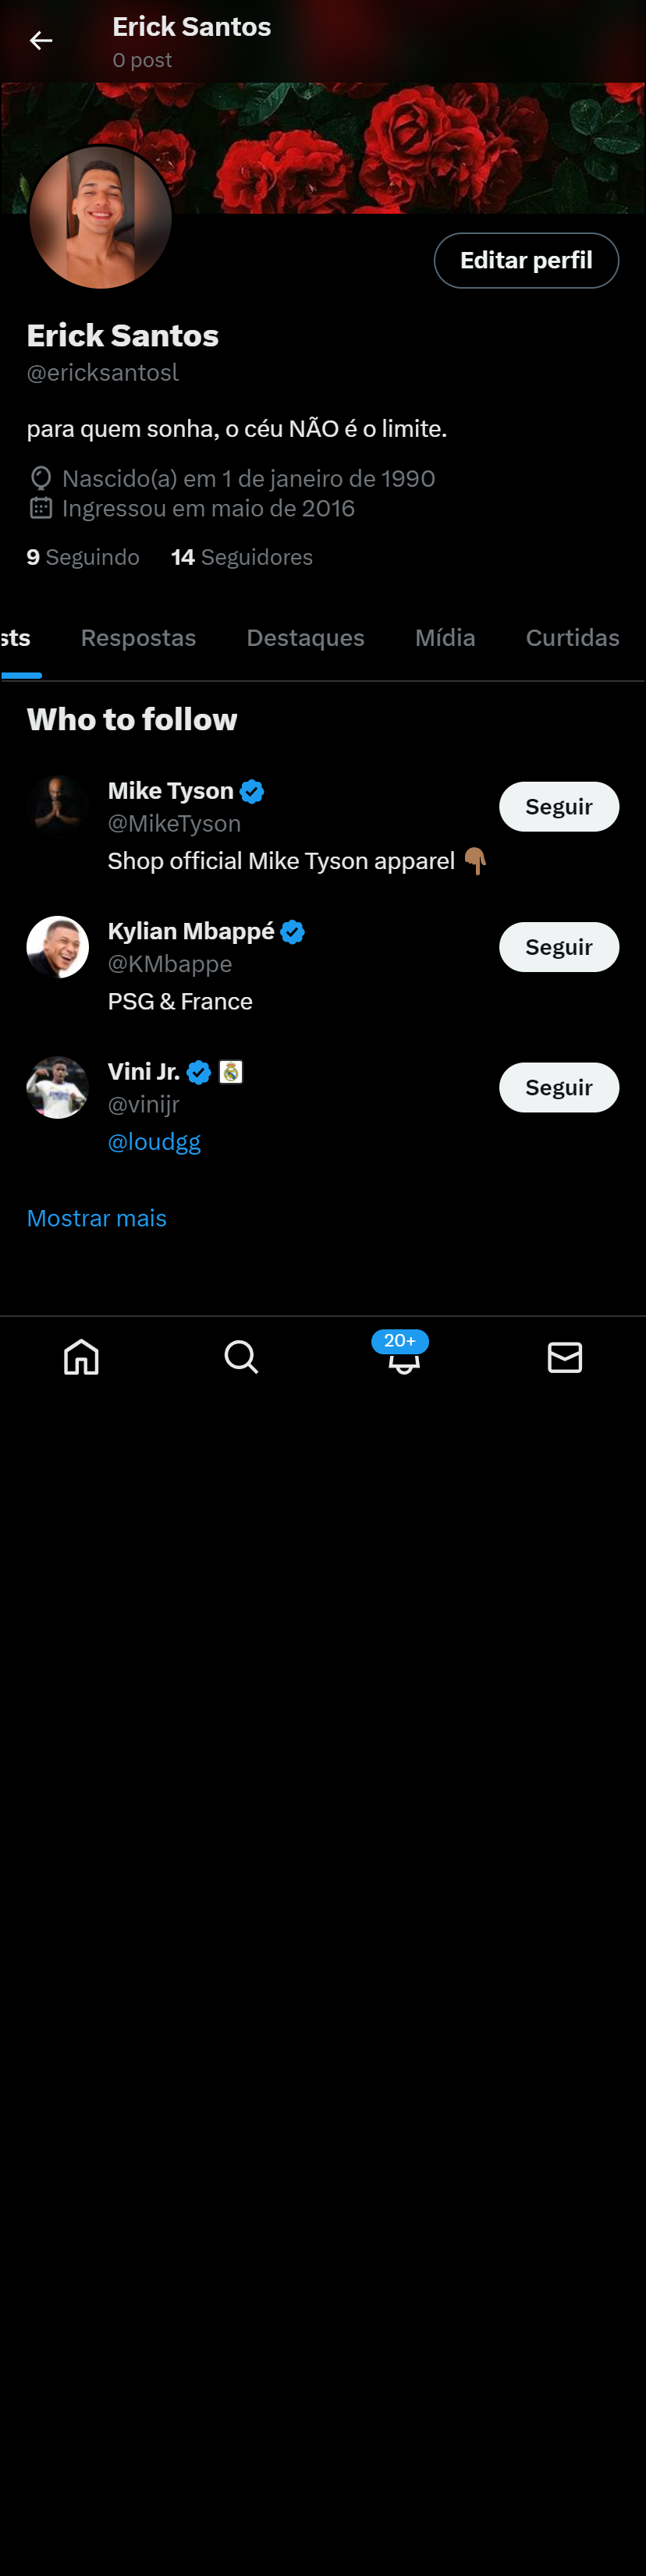 Erick Santos
0 post
Editar perfil
Erick Santos
@ericksantosl
para quem sonha, o céu NÃO é o limite.
Nascido(a) em 1 de janeiro de 1990
Ingressou em maio de 2016
9 Seguindo 14 Seguidores
sts Respostas Destaques Mídia Curtidas
Who to follow
Mike Tyson
@MikeTyson
Seguir
Shop official Mike Tyson apparel 👇🏾
Kylian Mbappé
@KMbappe
Seguir
PSG & France
Vini Jr.
@vinijr
Seguir
@loudgg
Mostrar mais
20+